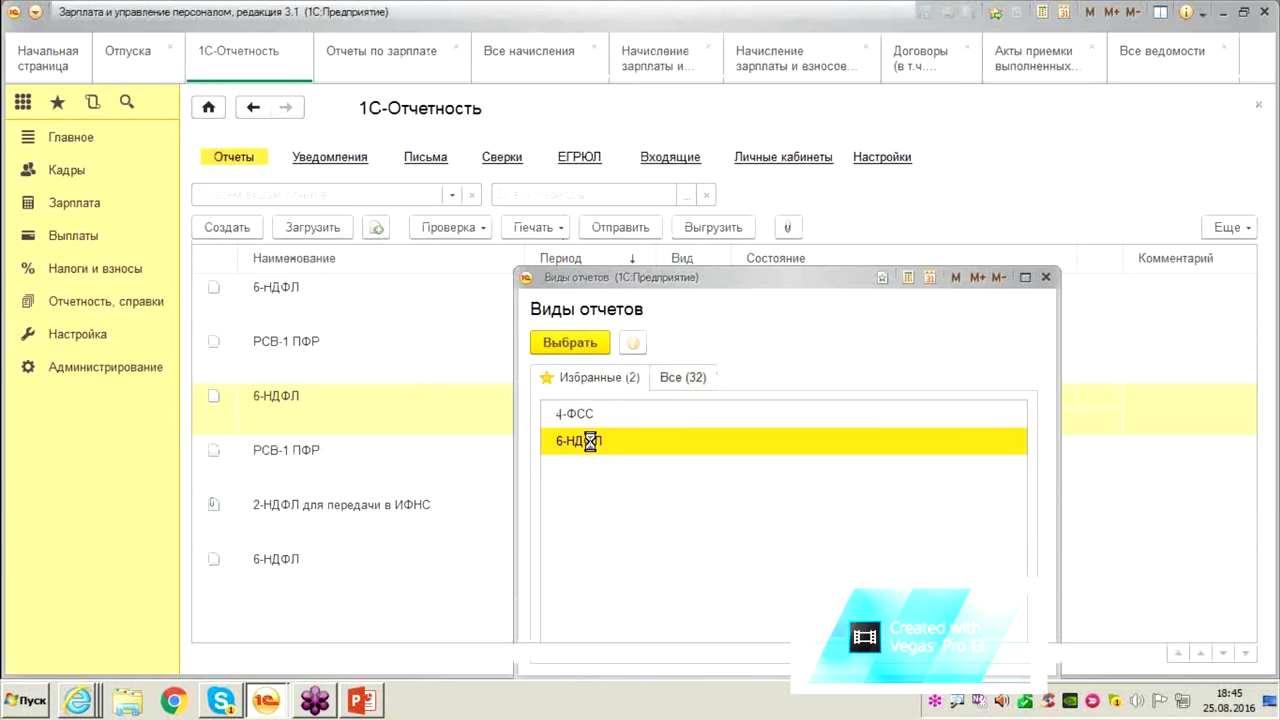 Зарплата и управление персоналом, редакция 3.1 (1С:Предприятие)
M M+ M-
Начальная страница
Отпуска
1С-Отчетность
Отчеты по зарплате
Все начисления
Начисление зарплаты и...
Начисление зарплаты и взносов...
Договоры (в т.ч....
Акты приемки выполненных...
Все ведомости
1С-Отчетность
Главное
Кадры
Зарплата
Выплаты
Налоги и взносы
Отчетность, справки
Настройка
Администрирование
Отчеты Уведомления Письма Сверки ЕГРЮЛ Входящие Личные кабинеты Настройки
Создать Загрузить Проверка Печать Отправить Выгрузить Еще
Наименование Период Вид Состояние Комментарий
6-НДФЛ
РСВ-1 ПФР
6-НДФЛ
РСВ-1 ПФР
2-НДФЛ для передачи в ИФНС
6-НДФЛ
Виды отчетов (1С:Предприятие)
M M+ M-
Виды отчетов
Выбрать
Избранные (2) Все (32)
4-ФСС
6-НДФЛ
Created with
Vegas Pro 13
Пуск
18:45
25.08.2016